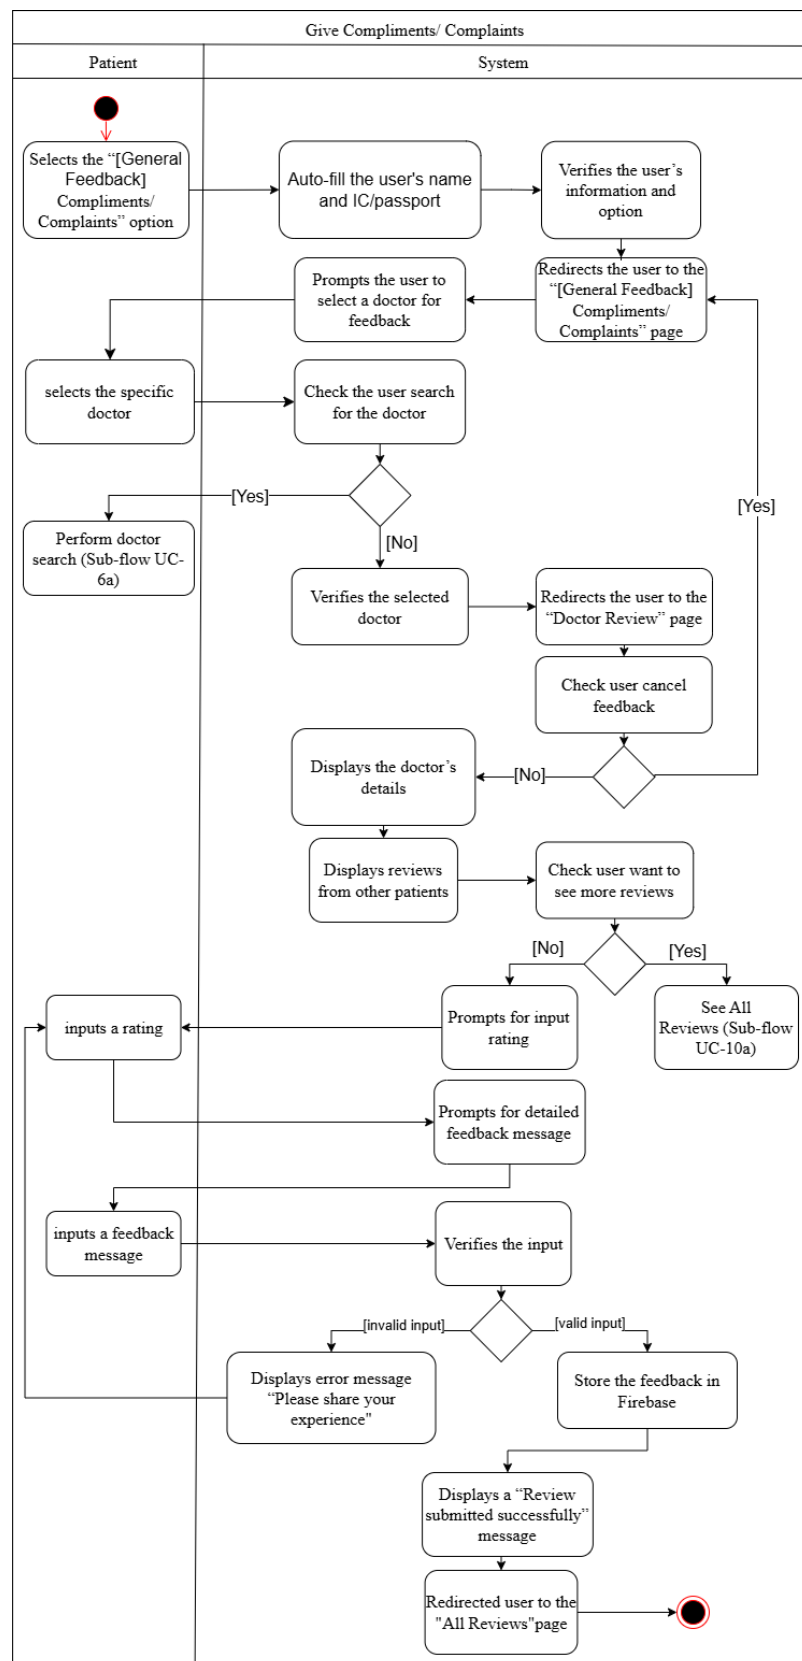 Give Compliments/ Complaints
Patient
System
Selects the “[General
Feedback]
Compliments/
Complaints” option
Auto-fill the user's name
and IC/passport
Verifies the user’s
information and
option
Prompts the user to
select a doctor for
feedback
Redirects the user to the
“[General Feedback]
Compliments/
Complaints” page
selects the specific
doctor
Check the user search
for the doctor
[Yes]
[Yes]
[No]
Perform doctor
search (Sub-flow UC-
6a)
Verifies the selected
doctor
Redirects the user to the
“Doctor Review” page
Check user cancel
feedback
Displays the doctor’s
details
[No]
Displays reviews
from other patients
Check user want to
see more reviews
[No]
[Yes]
inputs a rating
Prompts for input
rating
See All
Reviews (Sub-flow
UC-10a)
Prompts for detailed
feedback message
inputs a feedback
message
Verifies the input
[invalid input]
[valid input]
Displays error message
“Please share your
experience"
Store the feedback in
Firebase
Displays a “Review
submitted successfully”
message
Redirected user to the
"All Reviews"page